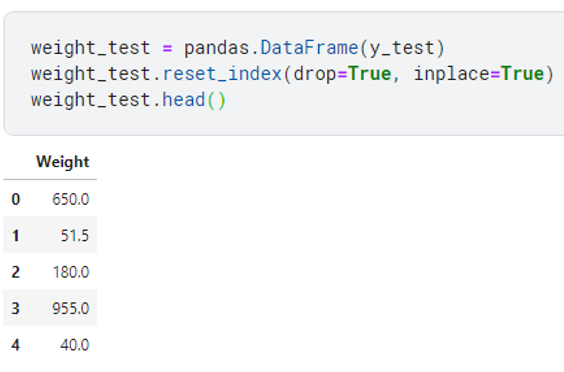 weight_test = pandas.DataFrame(y_test)
weight_test.reset_index(drop=True, inplace=True)
weight_test.head()
Weight
0 650.0
1 51.5
2 180.0
3 955.0
4 40.0